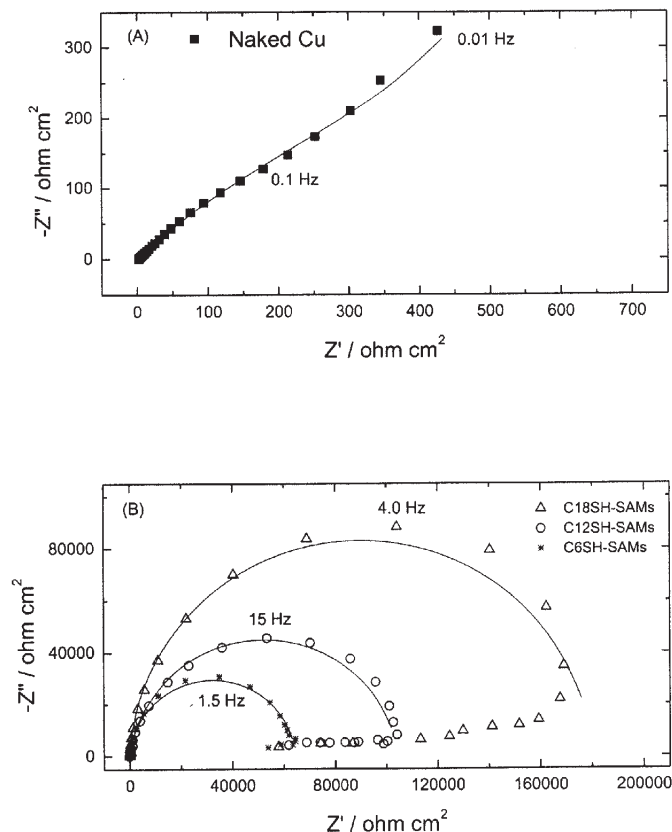 (A)
Naked Cu
0.01 Hz
0.1 Hz
300
200
100
0
-Z" / ohm cm²
0 100 200 300 400 500 600 700
Z' / ohm cm²
(B)
4.0 Hz
C18SH-SAMs
C12SH-SAMs
C6SH-SAMs
15 Hz
1.5 Hz
80000
40000
0
-Z" / ohm cm²
0 40000 80000 120000 160000 200000
Z' / ohm cm²